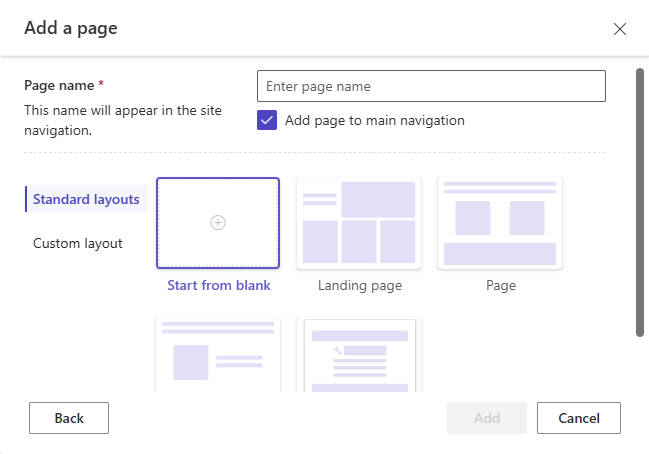 Add a page
Page name *
Enter page name
This name will appear in the site
navigation.
Add page to main navigation
Standard layouts
Custom layout
Start from blank
Landing page
Page
Back
Add
Cancel